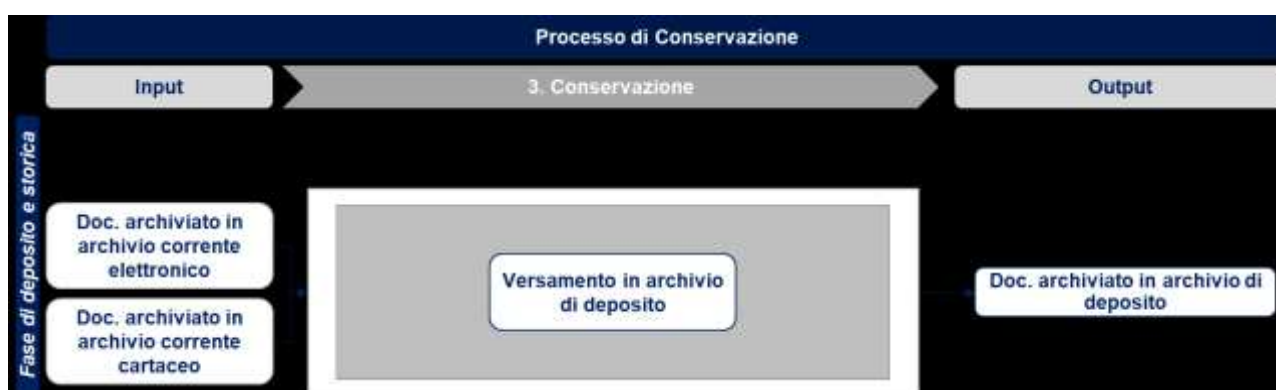 Processo di Conservazione
Input
3. Conservazione
Output
Fase di deposito e storica
Doc. archiviato in
archivio corrente
elettronico
Doc. archiviato in
archivio corrente
cartaceo
Versamento in archivio
di deposito
Doc. archiviato in archivio di
deposito